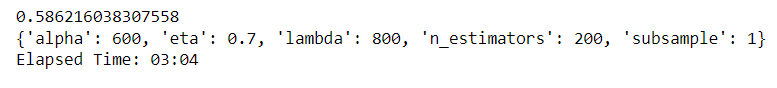 0.586216038307558
{'alpha': 600, 'eta': 0.7, 'lambda': 800, 'n_estimators': 200, 'subsample': 1}
Elapsed Time: 03:04